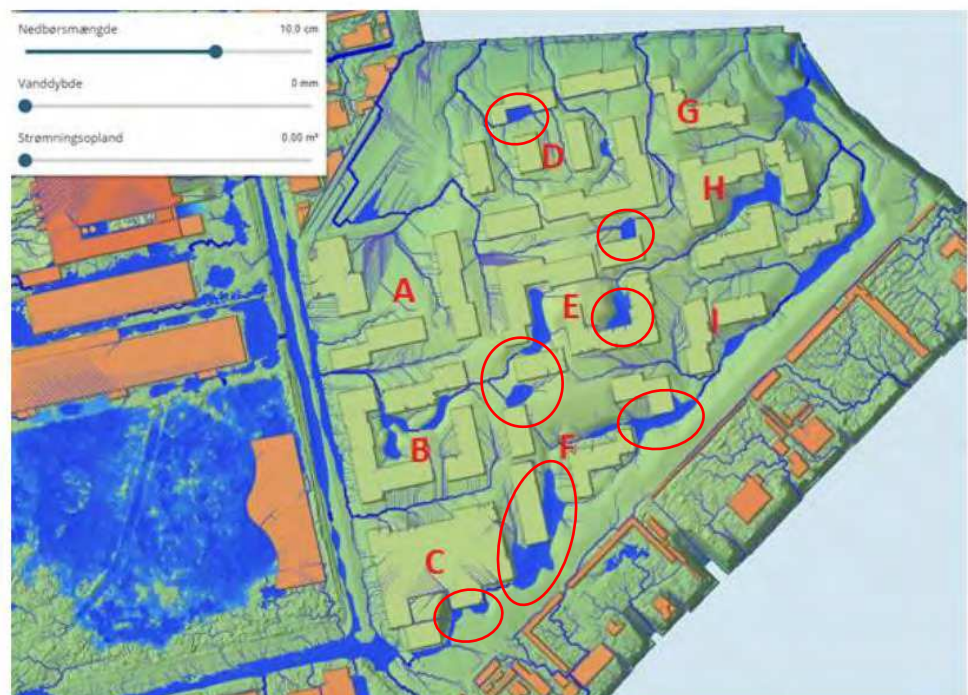 Nedbørsmængde 10,0 cm
Vanddybde 0 mm
Strømningsopland 0,00 m²
G
D
H
A
E
I
B
F
C